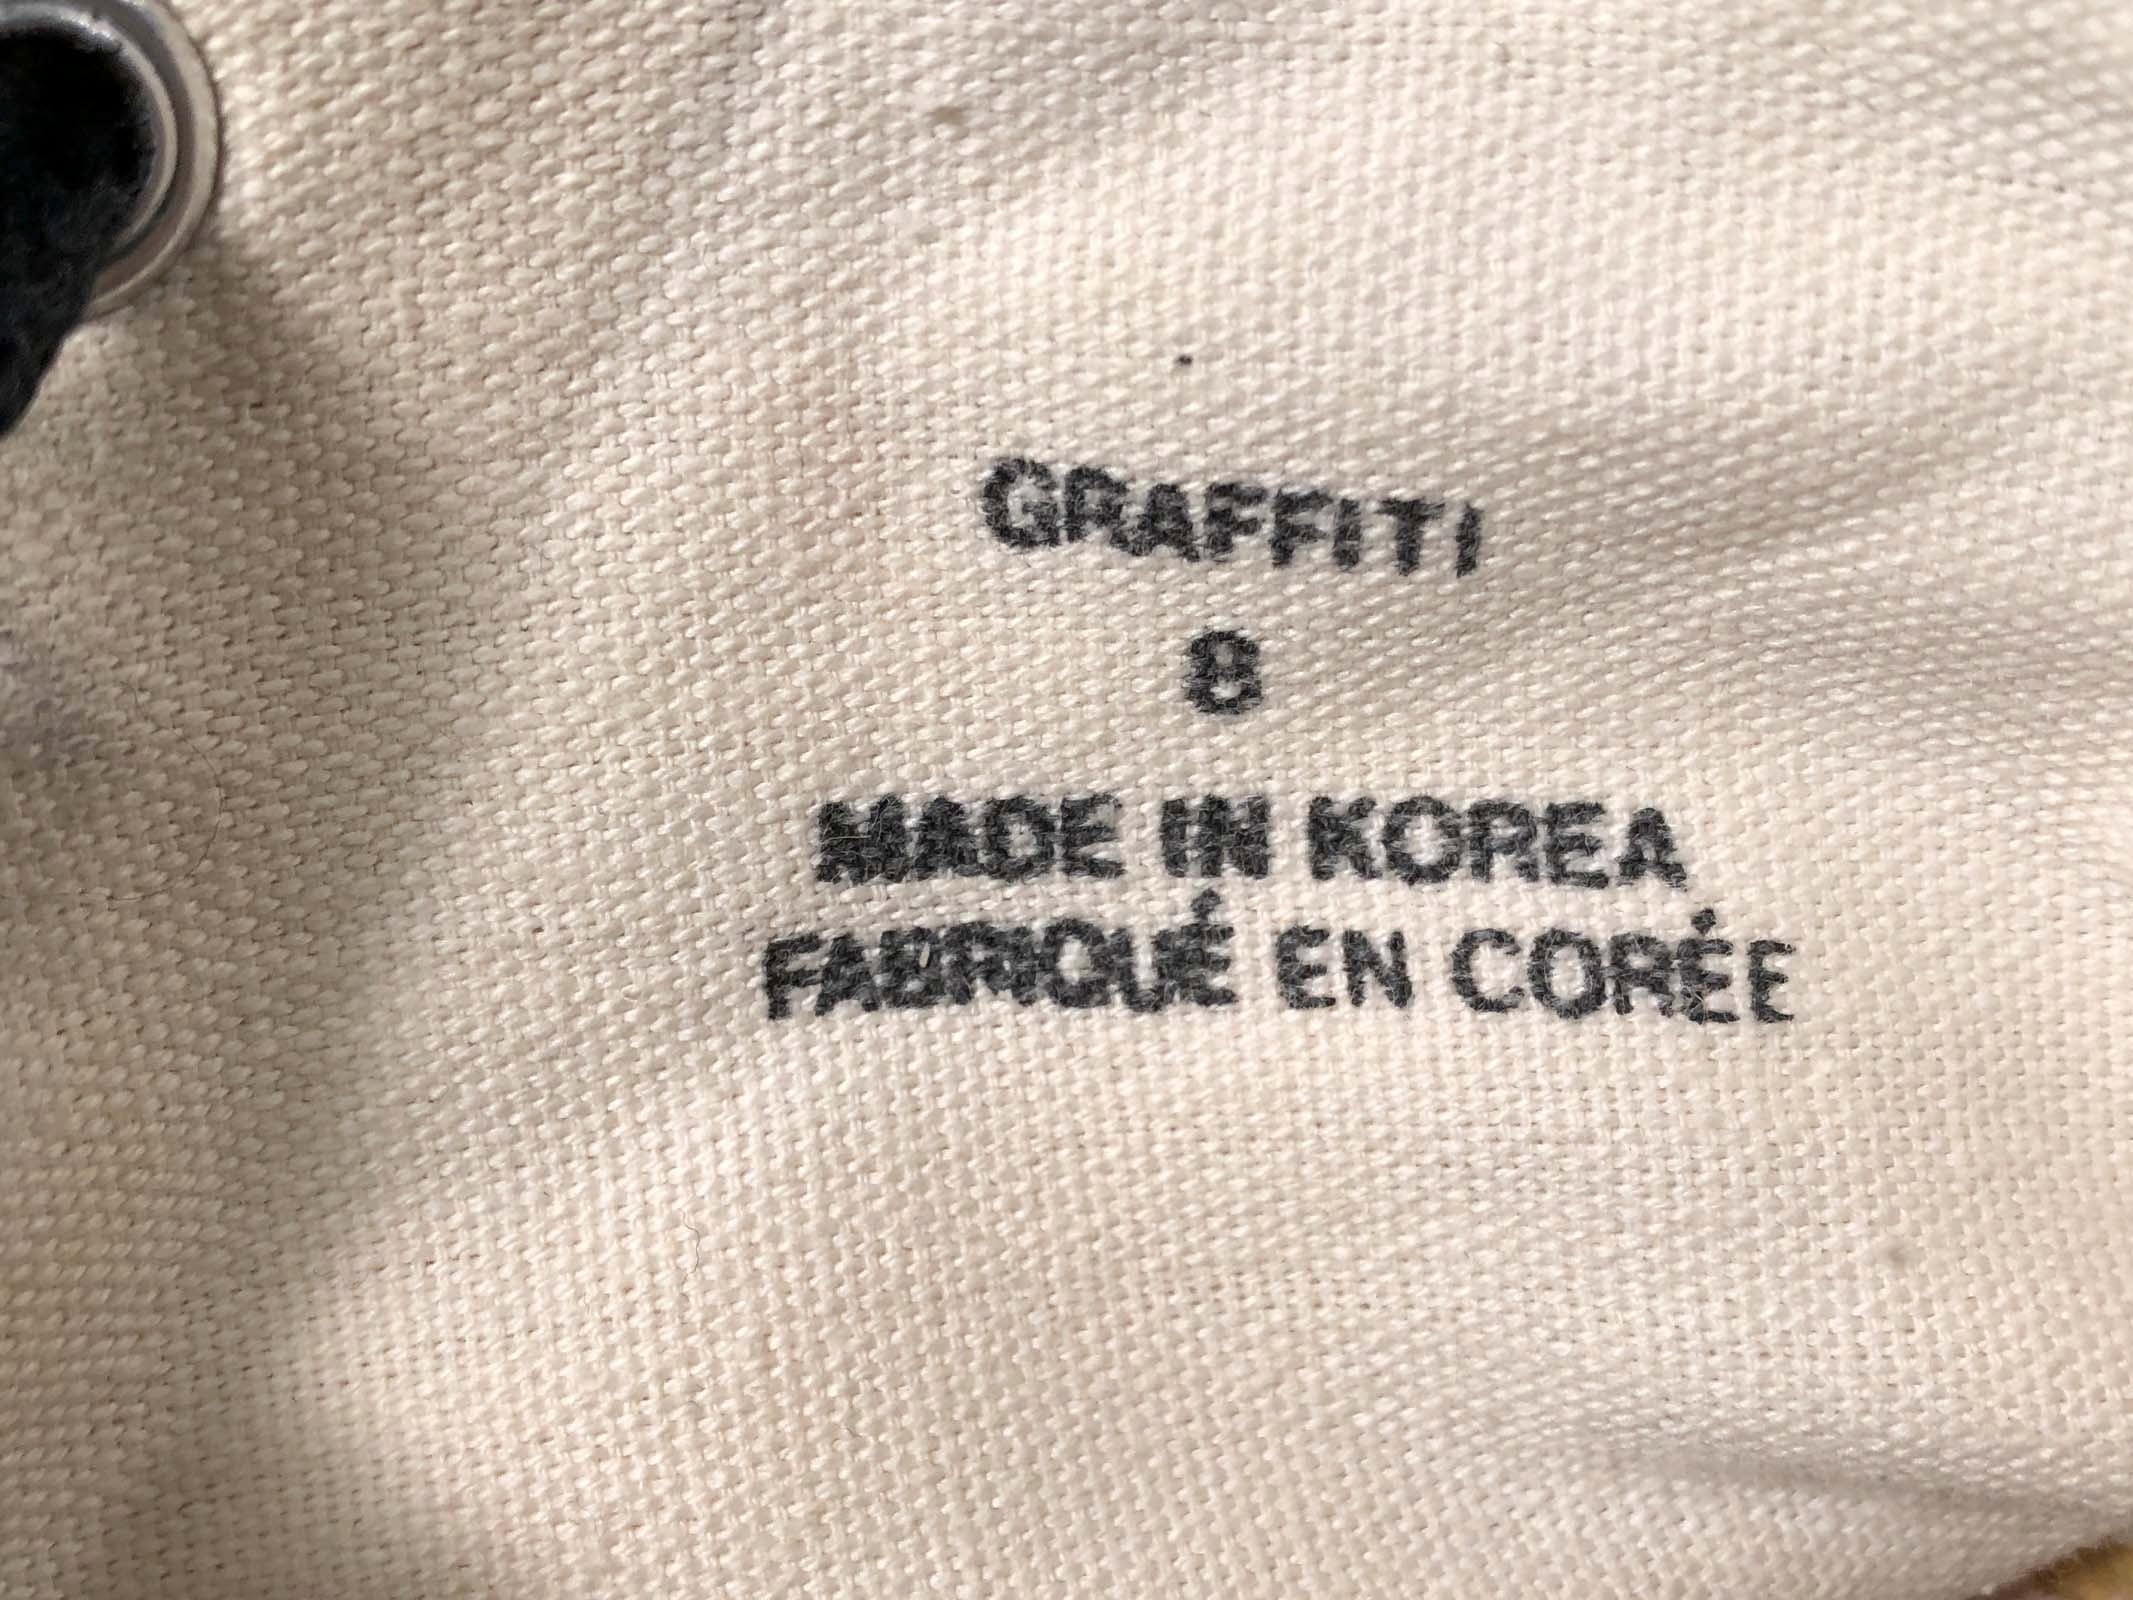 GRAFFITI
8
MADE IN KOREA
FABRIQUÉ EN CORÉE